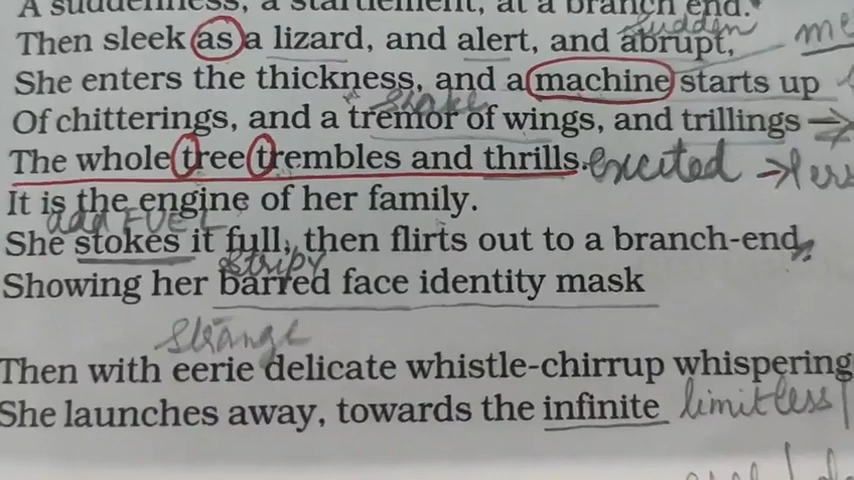 A suddenness, a startlement, at a branch end.
sudden
Then sleek as a lizard, and alert, and abrupt,
She enters the thickness, and a machine starts up
shake
Of chitterings, and a tremor of wings, and trillings →
The whole tree trembles and thrills. excited →
It is the engine of her family.
add FUEL
She stokes it full, then flirts out to a branch-end,
stripy
Showing her barred face identity mask
strange
Then with eerie delicate whistle-chirrup whispering
She launches away, towards the infinite limitless